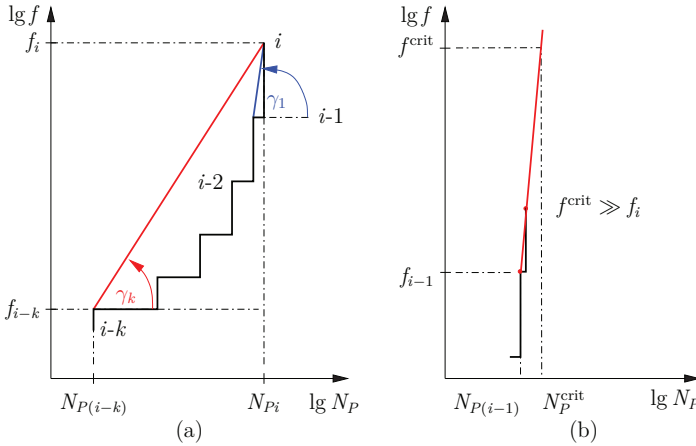 lg f
f_i
i
γ_1
i-1
i-2
f_{i-k}
γ_k
i-k
N_{P(i-k)} N_{Pi} lg N_P
(a)
lg f
f^{crit}
f^{crit} ≫ f_i
f_{i-1}
N_{P(i-1)} N_P^{crit} lg N_P
(b)